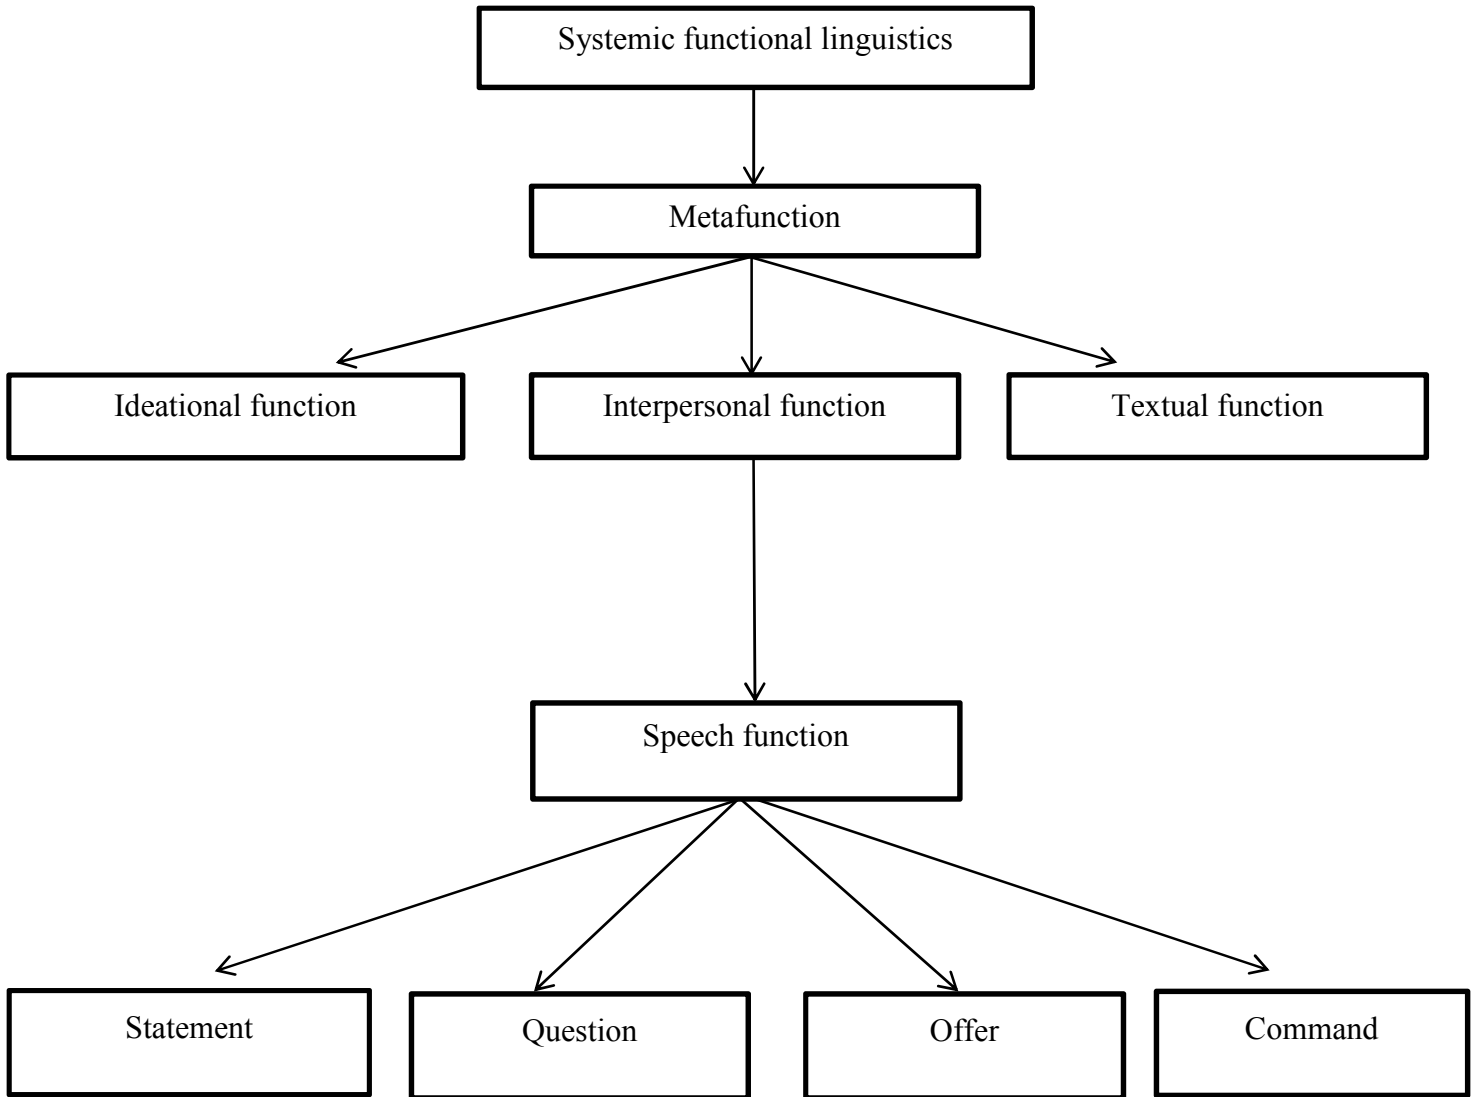 Systemic functional linguistics
Metafunction
Ideational function
Interpersonal function
Textual function
Speech function
Statement
Question
Offer
Command